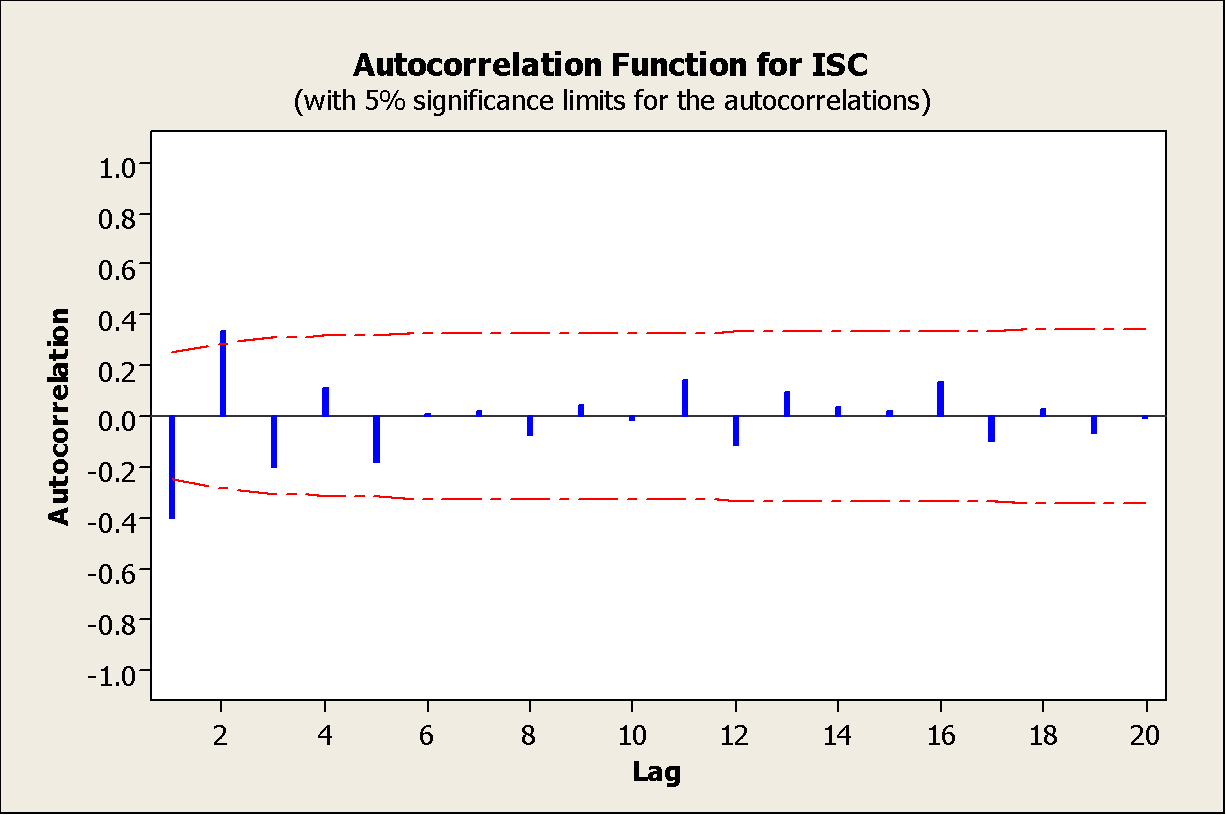 Autocorrelation Function for ISC
(with 5% significance limits for the autocorrelations)
1.0
0.8
0.6
0.4
0.2
0.0
-0.2
-0.4
-0.6
-0.8
-1.0
Autocorrelation
2 4 6 8 10 12 14 16 18 20
Lag